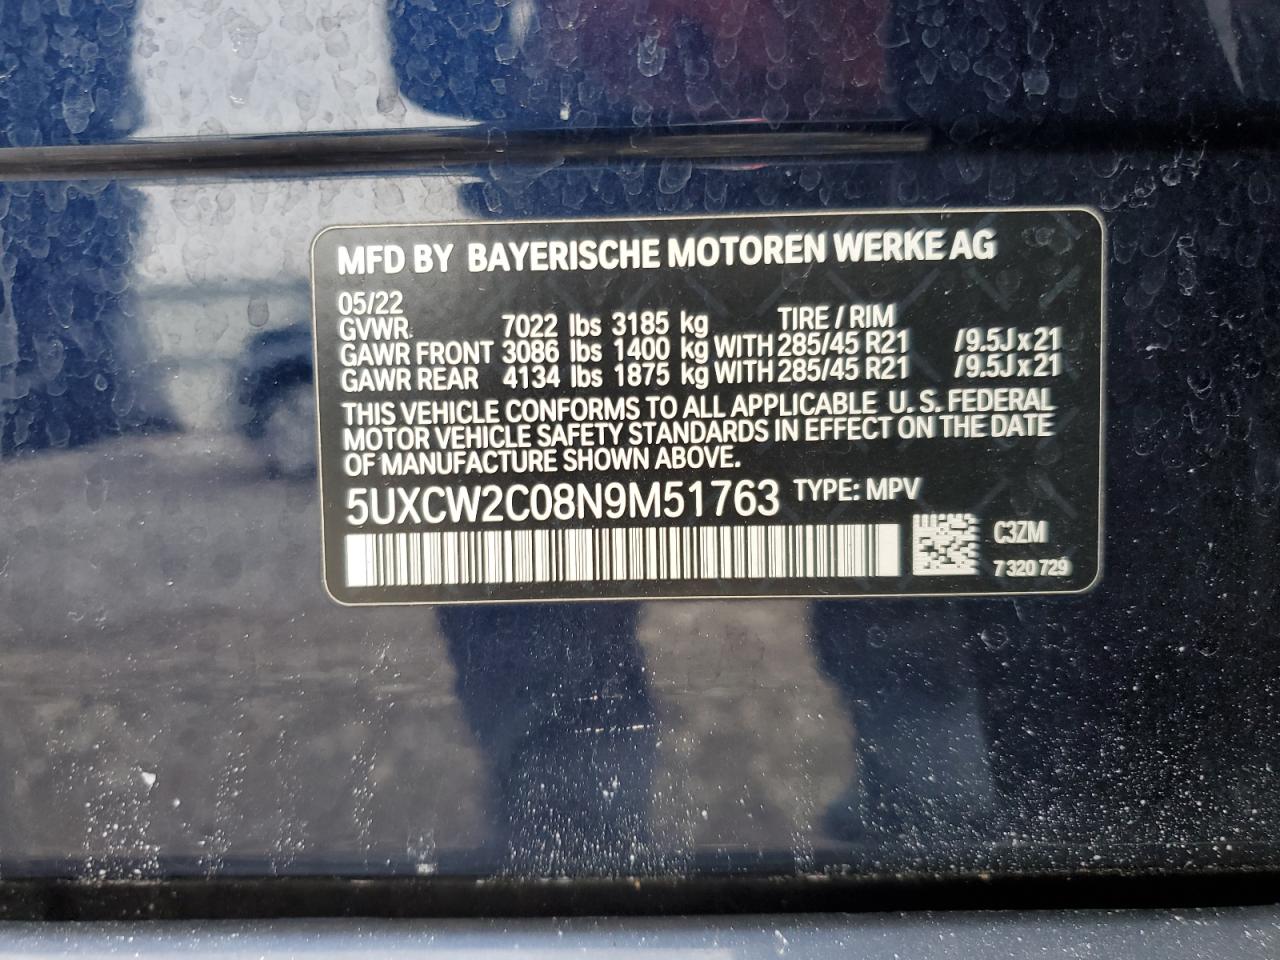 MFD BY BAYERISCHE MOTOREN WERKE AG
05/22
TIRE / RIM
GVWR 7022 lbs 3185 kg
GAWR FRONT 3086 lbs 1400 kg WITH 285/45 R21 /9.5J x 21
GAWR REAR 4134 lbs 1875 kg WITH 285/45 R21 /9.5J x 21
THIS VEHICLE CONFORMS TO ALL APPLICABLE U. S. FEDERAL
MOTOR VEHICLE SAFETY STANDARDS IN EFFECT ON THE DATE
OF MANUFACTURE SHOWN ABOVE.
5UXCW2C08N9M51763 TYPE: MPV
C3ZM
7 320 729